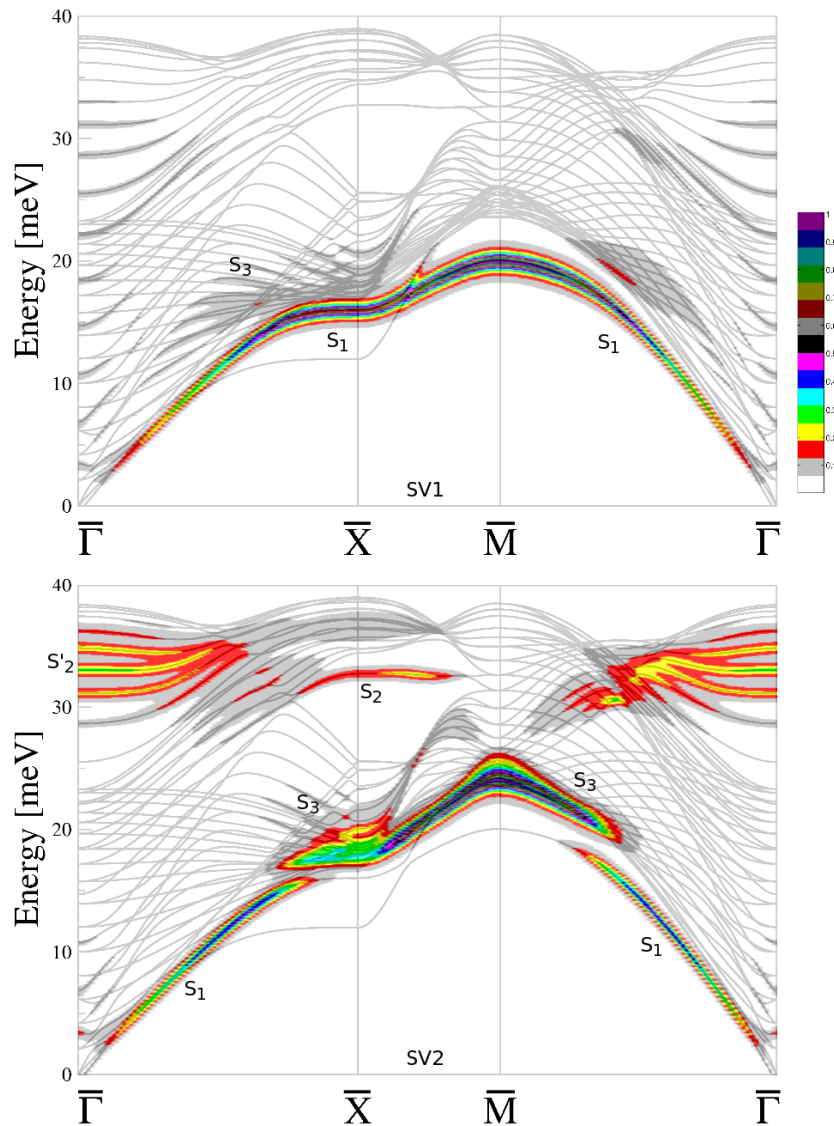 40
30
20
10
0
Energy [meV]
S3
S1
S1
SV1
Γ̅ X̅ M̅ Γ̅
1
40
30
20
10
0
Energy [meV]
S'2
S2
S3
S3
S1
S1
SV2
Γ̅ X̅ M̅ Γ̅